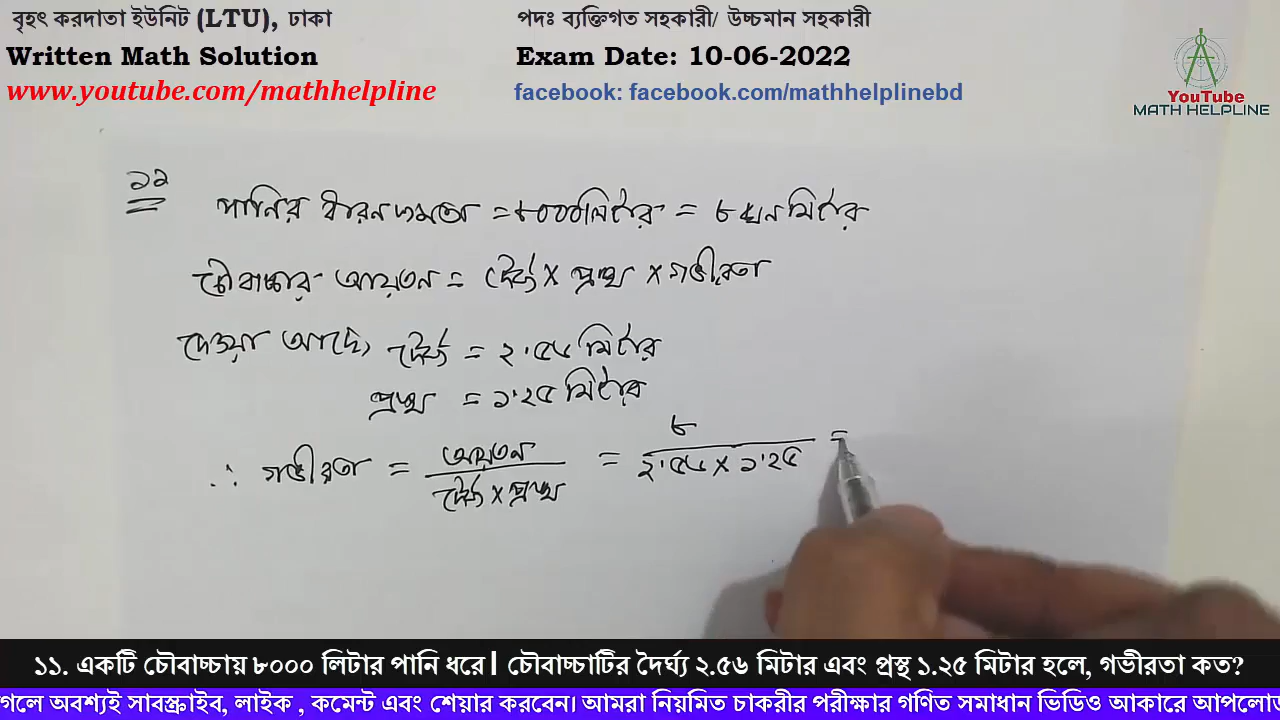 বৃহৎ করদাতা ইউনিট (LTU), ঢাকা
পদঃ ব্যক্তিগত সহকারী/ উচ্চমান সহকারী
Written Math Solution
Exam Date: 10-06-2022
www.youtube.com/mathhelpline
facebook: facebook.com/mathhelplinebd
YouTube
MATH HELPLINE
১১
পানির ধারন ক্ষমতা = ৮০০০লিটার = ৮ ঘন মিটার
চৌবাচ্চার আয়তন = দৈর্ঘ্য × প্রস্থ × গভীরতা
দেওয়া আছে, দৈর্ঘ্য = ২.৫৬ মিটার
প্রস্থ = ১.২৫ মিটার
∴ গভীরতা = আয়তন / দৈর্ঘ্য × প্রস্থ = ৮ / ২.৫৬ × ১.২৫ =
১১. একটি চৌবাচ্চায় ৮০০০ লিটার পানি ধরে। চৌবাচ্চাটির দৈর্ঘ্য ২.৫৬ মিটার এবং প্রস্থ ১.২৫ মিটার হলে, গভীরতা কত?
গলে অবশ্যই সাবস্ক্রাইব, লাইক , কমেন্ট এবং শেয়ার করবেন। আমরা নিয়মিত চাকরীর পরীক্ষার গণিত সমাধান ভিডিও আকারে আপলোড